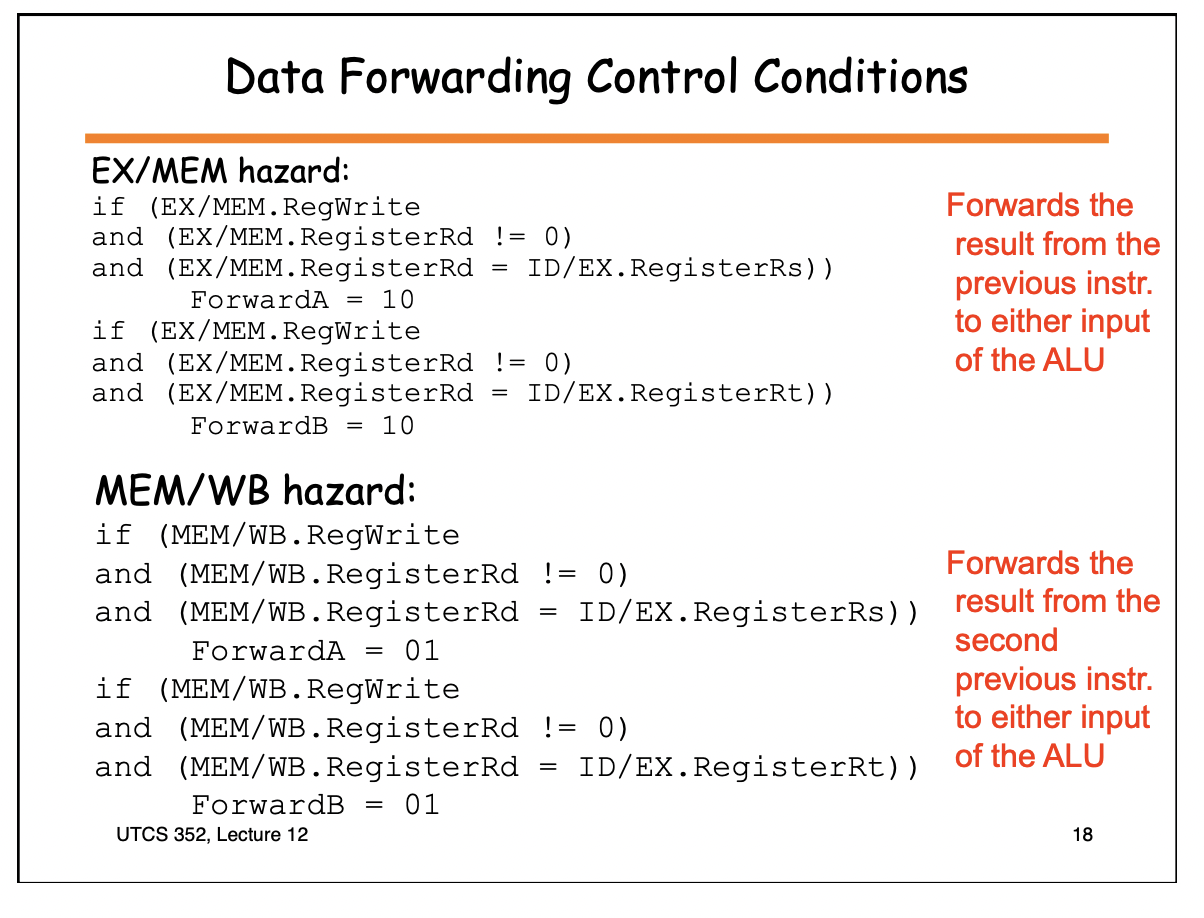 Data Forwarding Control Conditions
EX/MEM hazard:
if (EX/MEM.RegWrite
and (EX/MEM.RegisterRd != 0)
and (EX/MEM.RegisterRd = ID/EX.RegisterRs))
ForwardA = 10
if (EX/MEM.RegWrite
and (EX/MEM.RegisterRd != 0)
and (EX/MEM.RegisterRd = ID/EX.RegisterRt))
ForwardB = 10
Forwards the
result from the
previous instr.
to either input
of the ALU
MEM/WB hazard:
if (MEM/WB.RegWrite
and (MEM/WB.RegisterRd != 0)
and (MEM/WB.RegisterRd = ID/EX.RegisterRs))
ForwardA = 01
if (MEM/WB.RegWrite
and (MEM/WB.RegisterRd != 0)
and (MEM/WB.RegisterRd = ID/EX.RegisterRt))
ForwardB = 01
Forwards the
result from the
second
previous instr.
to either input
of the ALU
UTCS 352, Lecture 12
18